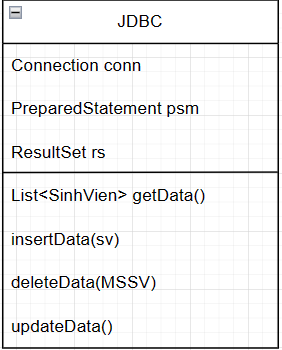 JDBC
Connection conn
PreparedStatement psm
ResultSet rs
List<SinhVien> getData()
insertData(sv)
deleteData(MSSV)
updateData()